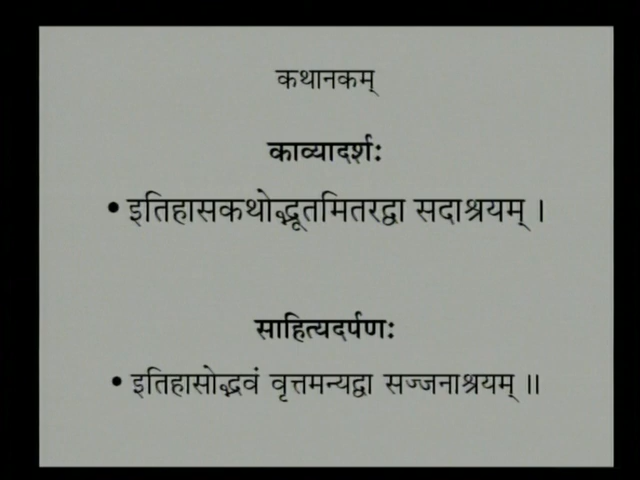 कथानकम्
काव्यादर्शः
• इतिहासकथोद्भूतमितरद्वा सदाश्रयम् ।
साहित्यदर्पणः
• इतिहासोद्भवं वृत्तमन्यद्वा सज्जनाश्रयम् ॥